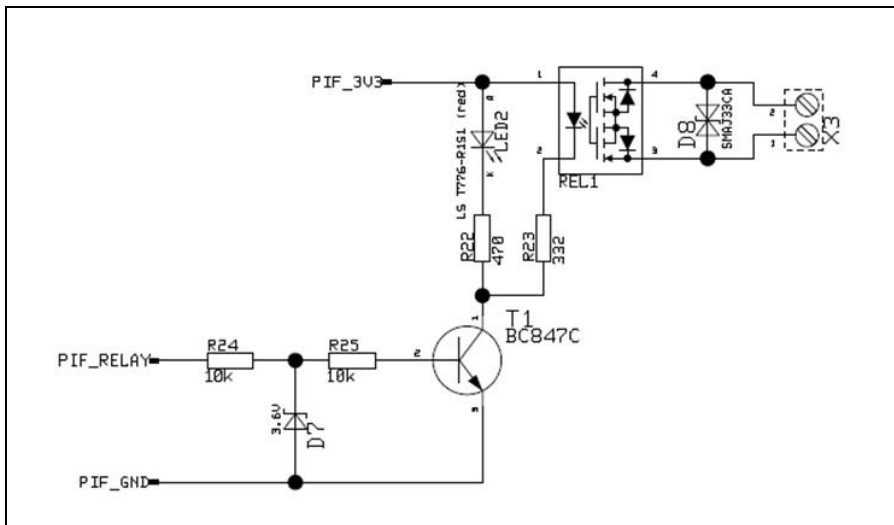 PIF_3V3
LS T776-R1S1 (red)
A
LED2
K
1
2
4
3
REL1
D8
SMAJ33CA
2
1
X3
R22
470
R23
332
T1
BC847C
1
2
3
PIF_RELAY
R24
10k
R25
10k
3.6V
D7
PIF_GND